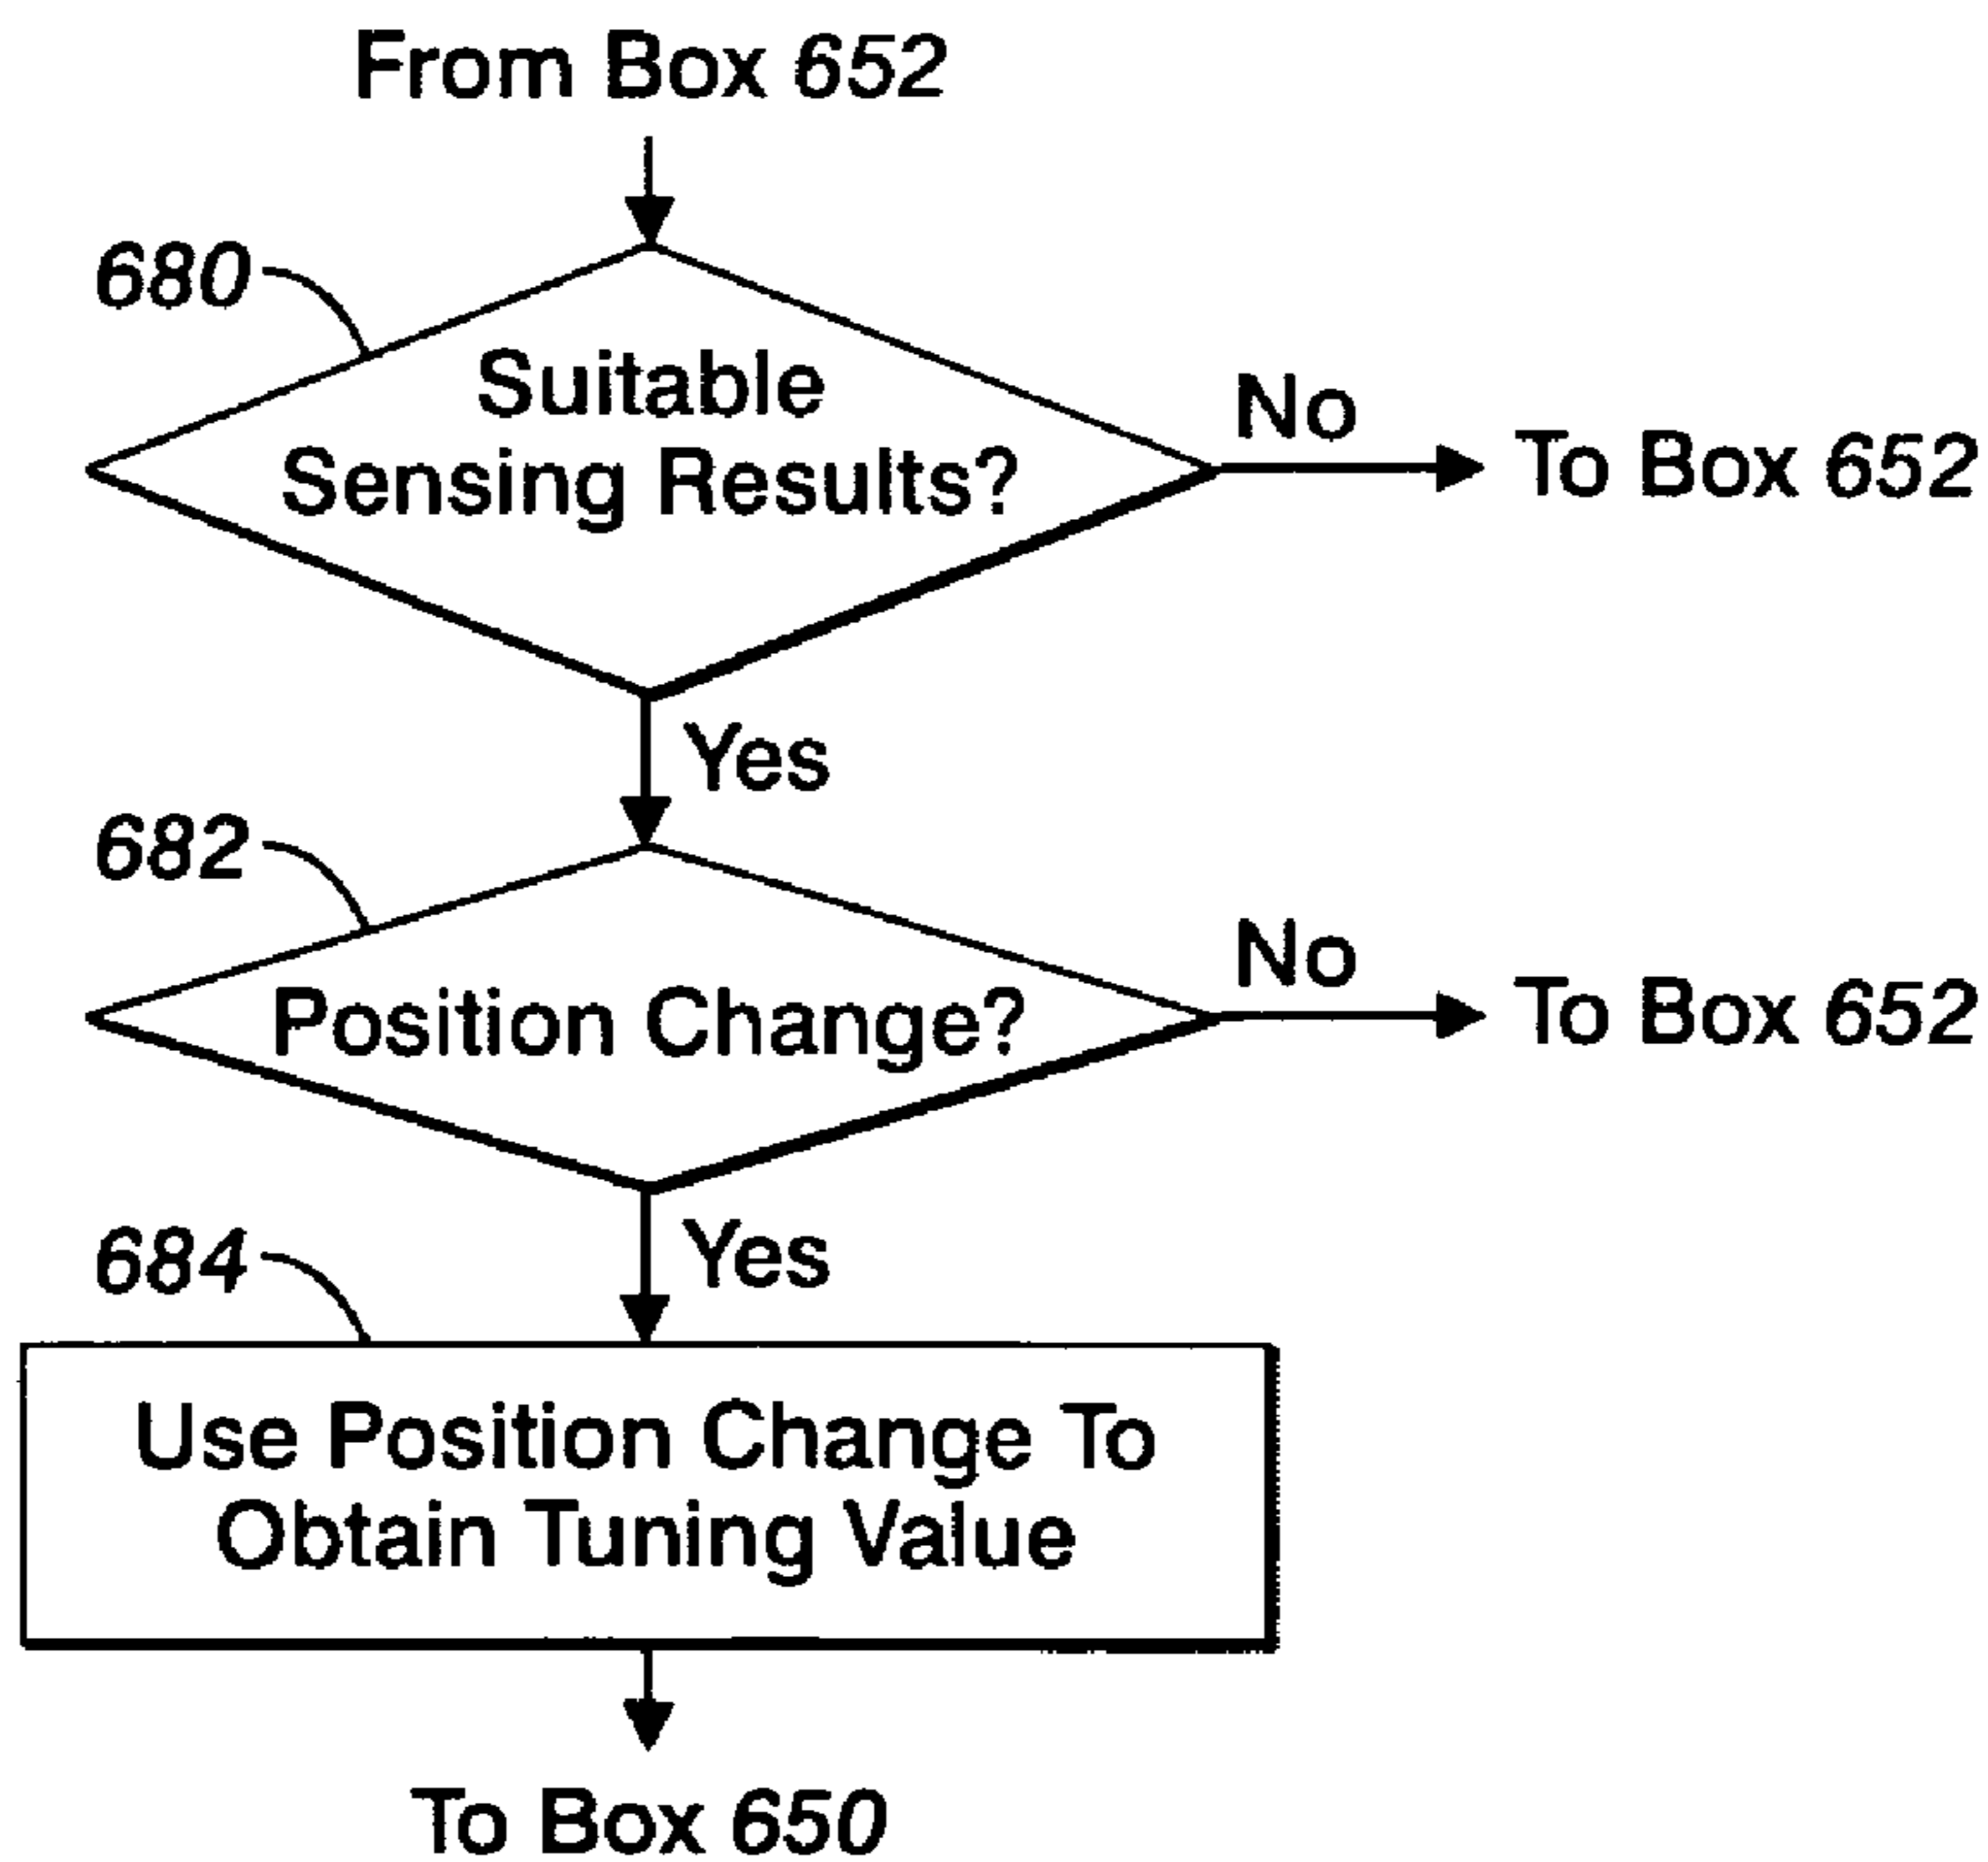 From Box 652
680
Suitable
Sensing Results?
No
To Box 652
Yes
682
Position Change?
No
To Box 652
Yes
684
Use Position Change To
Obtain Tuning Value
To Box 650